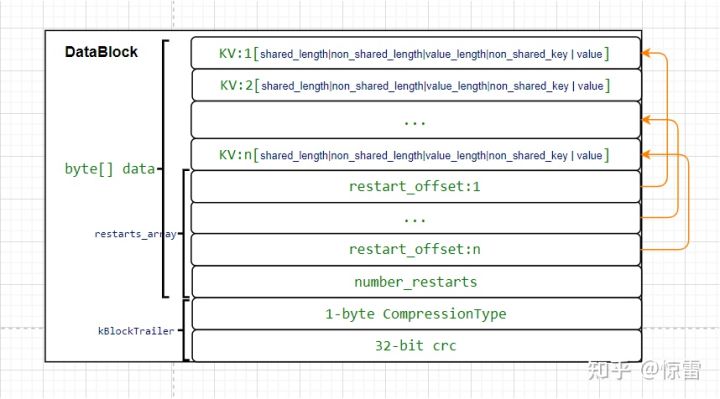 DataBlock
KV:1[shared_length|non_shared_length|value_length|non_shared_key | value]
KV:2[shared_length|non_shared_length|value_length|non_shared_key | value]
...
KV:n[shared_length|non_shared_length|value_length|non_shared_key | value]
byte[] data
restart_offset:1
...
restarts_array
restart_offset:n
number_restarts
1-byte CompressionType
kBlockTrailer
32-bit crc
知乎 @惊雷